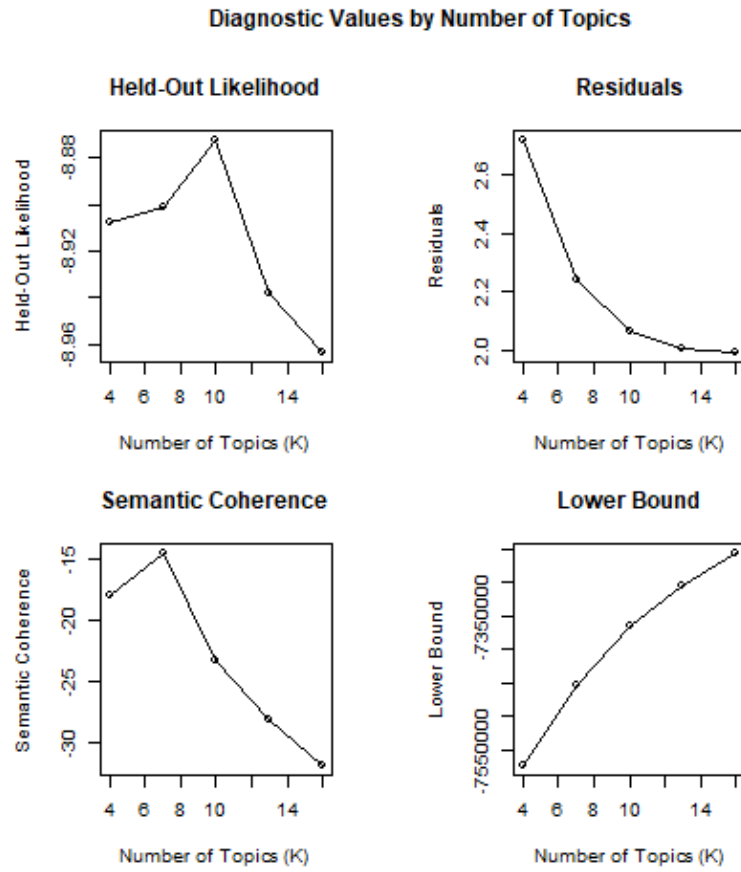 Diagnostic Values by Number of Topics
Held-Out Likelihood
Held-Out Likelihood
-8.88
-8.92
-8.96
4 6 8 10 14
Number of Topics (K)
Residuals
Residuals
2.6
2.4
2.2
2.0
4 6 8 10 14
Number of Topics (K)
Semantic Coherence
Semantic Coherence
-15
-20
-25
-30
4 6 8 10 14
Number of Topics (K)
Lower Bound
Lower Bound
-7350000
-7550000
4 6 8 10 14
Number of Topics (K)